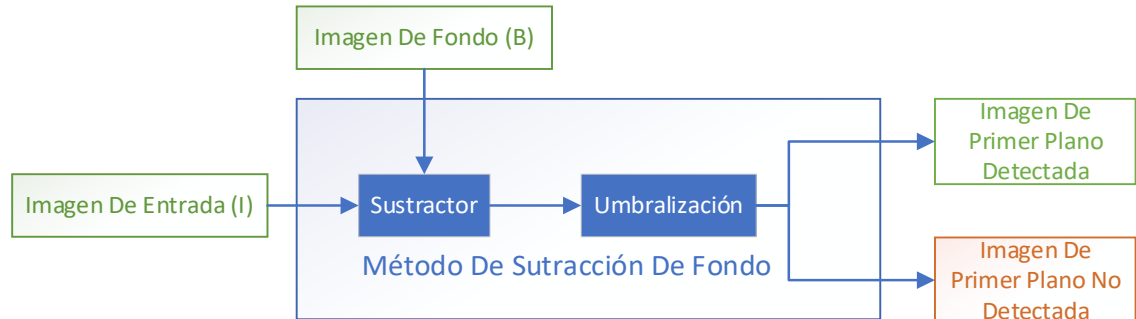 Imagen De Fondo (B)
Imagen De
Primer Plano
Detectada
Imagen De Entrada (I)
Sustractor
Umbralización
Método De Sutracción De Fondo
Imagen De
Primer Plano No
Detectada